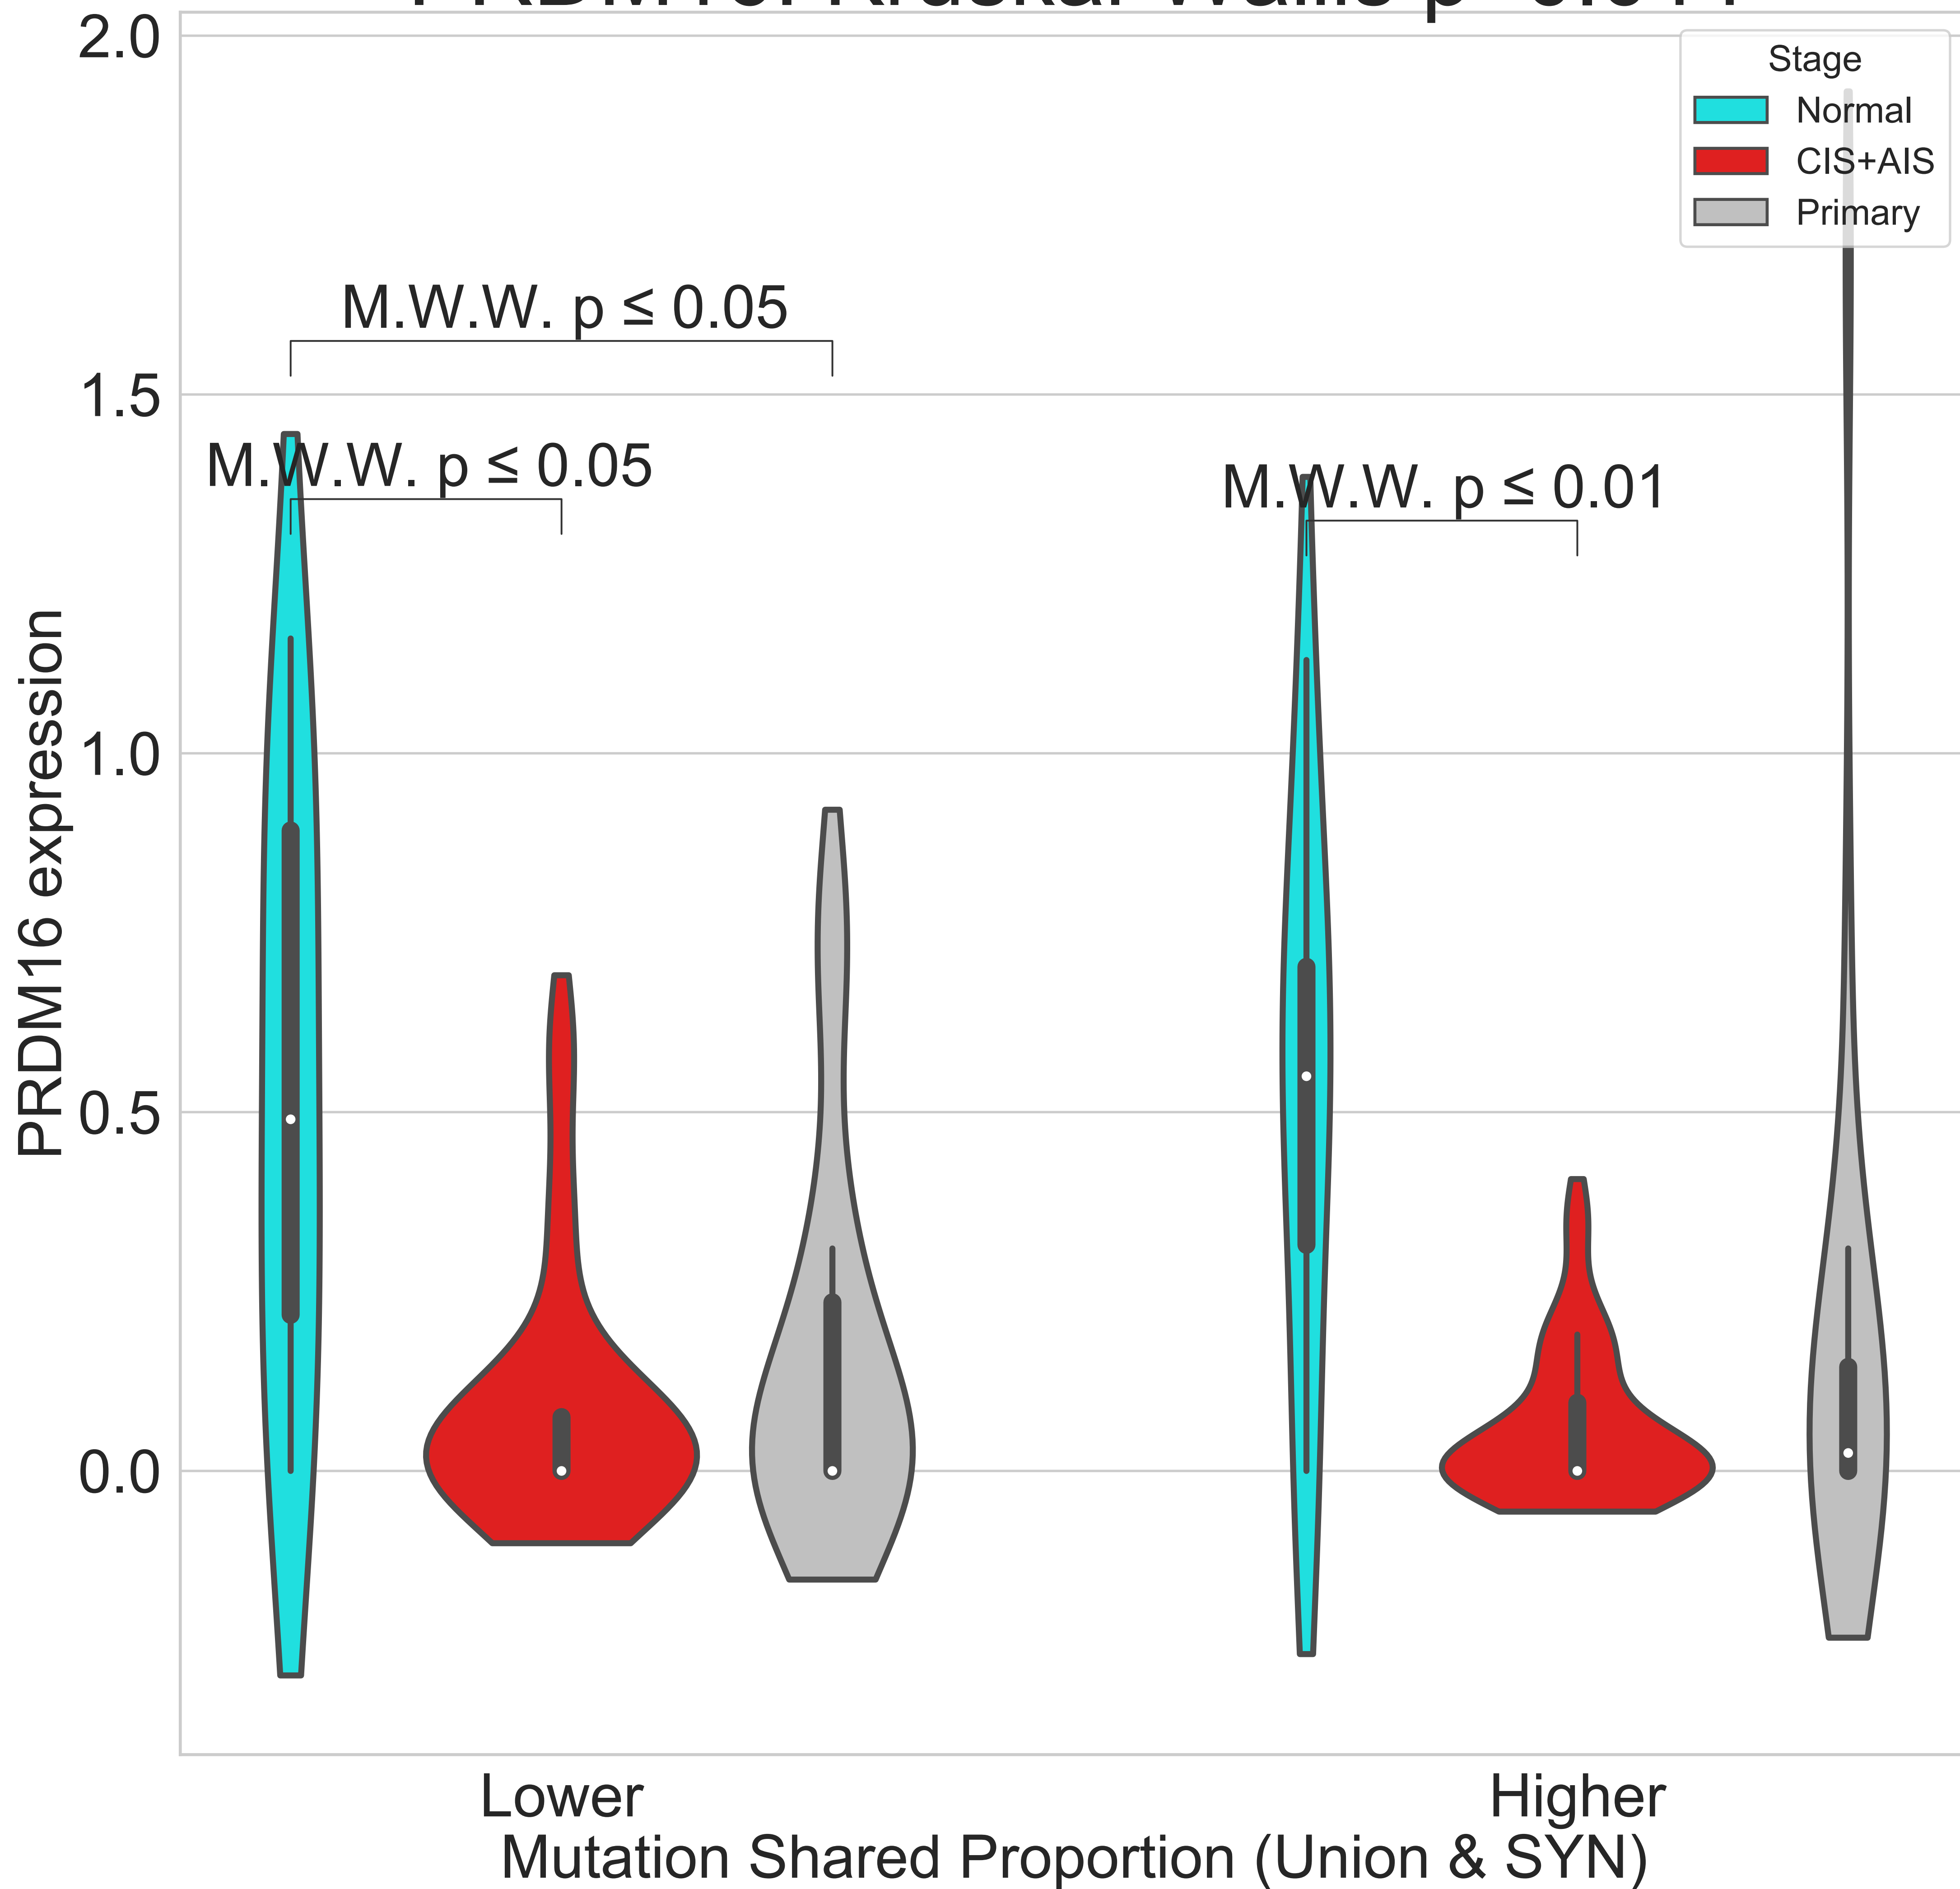 2.0
1.5
1.0
0.5
0.0
PRDM16 expression
Stage
Normal
CIS+AIS
Primary
M.W.W. p ≤ 0.05
M.W.W. p ≤ 0.05
M.W.W. p ≤ 0.01
Lower
Higher
Mutation Shared Proportion (Union & SYN)